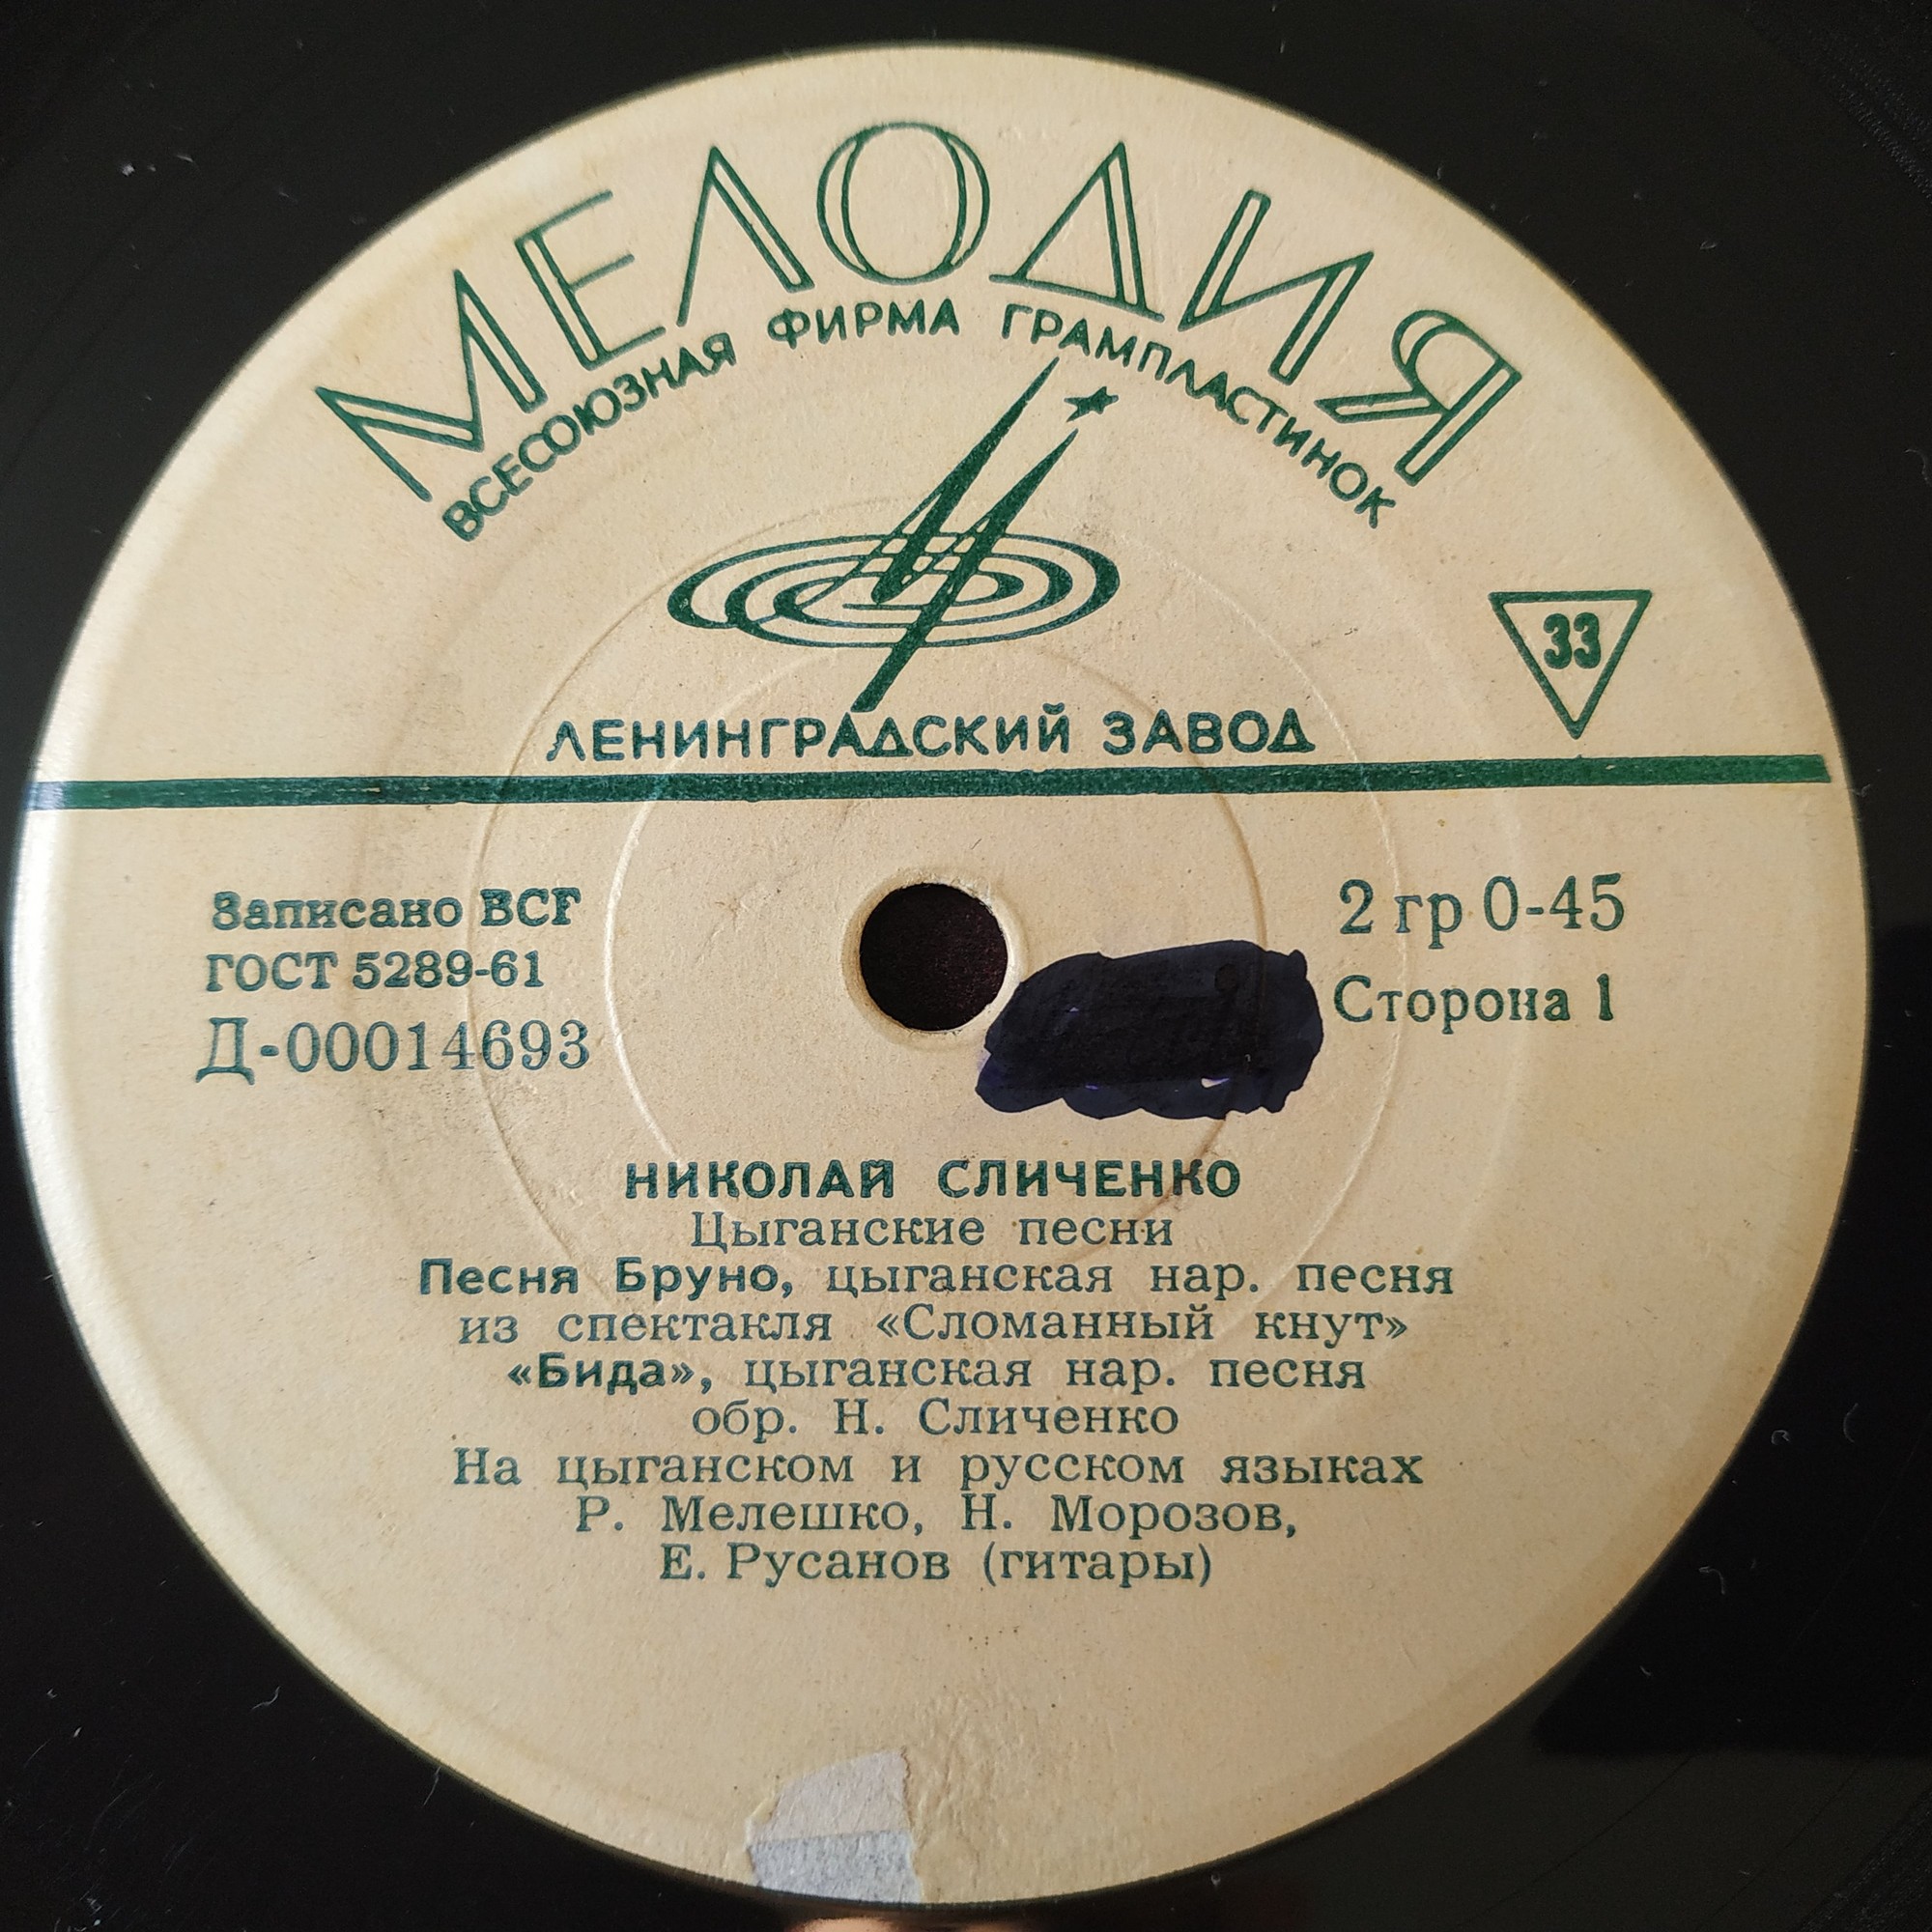 МЕЛОДИЯ
ВСЕСОЮЗНАЯ ФИРМА ГРАМПЛАСТИНОК
33
ЛЕНИНГРАДСКИЙ ЗАВОД
Записано ВСГ
ГОСТ 5289-61
Д-00014693
2 гр 0-45
Сторона 1
НИКОЛАЙ СЛИЧЕНКО
Цыганские песни
Песня Бруно, цыганская нар. песня
из спектакля «Сломанный кнут»
«Бида», цыганская нар. песня
обр. Н. Сличенко
На цыганском и русском языках
Р. Мелешко, Н. Морозов,
Е. Русанов (гитары)